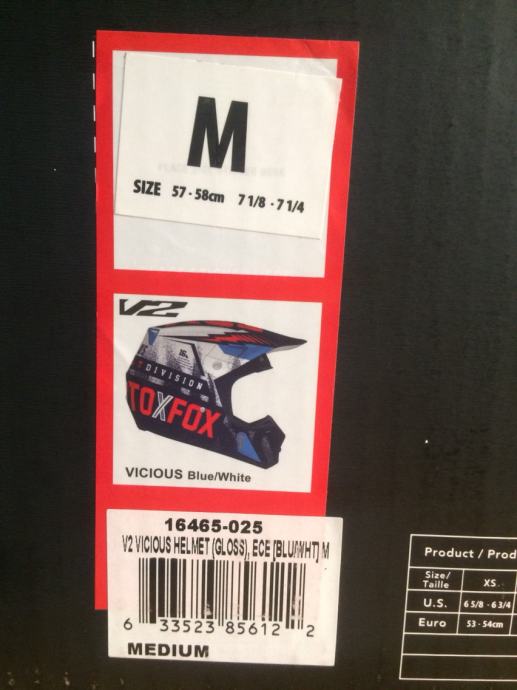 M
SIZE 57-58cm 7 1/8 - 7 1/4
V2
DIVISION
TOXFOX
VICIOUS Blue/White
16465-025
V2 VICIOUS HELMET (GLOSS), ECE [BLU/WHT] M
6 33523 85612 2
MEDIUM
Product / Prod
Size/ XS
Taille
U.S. 6 5/8 - 6 3/4
Euro 53-54cm